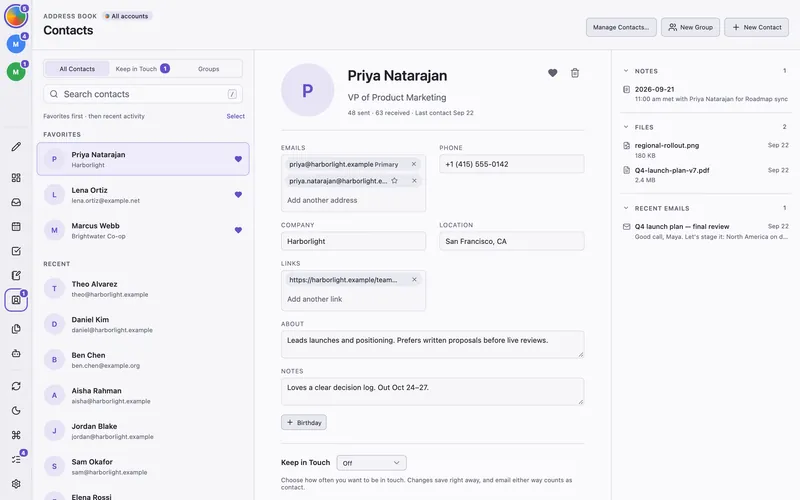 5
M
4
M
1
1
4
ADDRESS BOOK
All accounts
Contacts
Manage Contacts...
New Group
New Contact
All Contacts
Keep in Touch 1
Groups
Search contacts
/
Favorites first · then recent activity
Select
FAVORITES
P
Priya Natarajan
Harborlight
L
Lena Ortiz
lena.ortiz@example.net
M
Marcus Webb
Brightwater Co-op
RECENT
T
Theo Alvarez
theo@harborlight.example
D
Daniel Kim
daniel@harborlight.example
B
Ben Chen
ben.chen@example.org
A
Aisha Rahman
aisha@harborlight.example
J
Jordan Blake
jordan@harborlight.example
S
Sam Okafor
sam@harborlight.example
Elena Rossi
P
Priya Natarajan
VP of Product Marketing
48 sent · 63 received · Last contact Sep 22
EMAILS
priya@harborlight.example Primary
priya.natarajan@harborlight.e...
Add another address
PHONE
+1 (415) 555-0142
COMPANY
Harborlight
LOCATION
San Francisco, CA
LINKS
https://harborlight.example/team...
Add another link
ABOUT
Leads launches and positioning. Prefers written proposals before live reviews.
NOTES
Loves a clear decision log. Out Oct 24–27.
Birthday
Keep in Touch
Off
Choose how often you want to be in touch. Changes save right away, and email either way counts as
contact.
NOTES
1
2026-09-21
11:00 am met with Priya Natarajan for Roadmap sync
FILES
2
regional-rollout.png
Sep 22
180 KB
Q4-launch-plan-v7.pdf
Sep 22
2.4 MB
RECENT EMAILS
1
Q4 launch plan — final review
Sep 22
Good call, Maya. Let's stage it: North America on d...